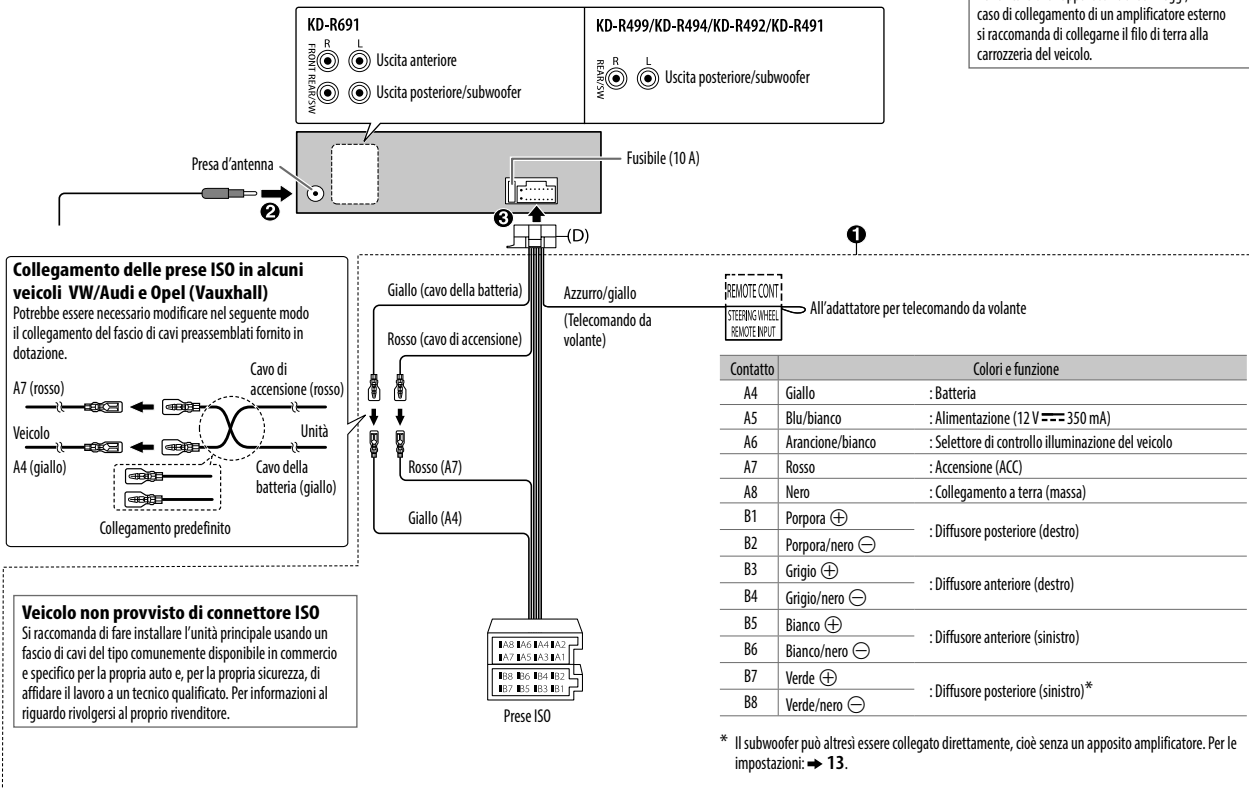 caso di collegamento di un amplificatore esterno
si raccomanda di collegarne il filo di terra alla
carrozzeria del veicolo.
KD-R691
R L
FRONT
Uscita anteriore
REAR/SW
Uscita posteriore/subwoofer
KD-R499/KD-R494/KD-R492/KD-R491
R L
REAR/SW
Uscita posteriore/subwoofer
Presa d'antenna
Fusibile (10 A)
2
3
(D)
1
Collegamento delle prese ISO in alcuni
veicoli VW/Audi e Opel (Vauxhall)
Potrebbe essere necessario modificare nel seguente modo
il collegamento del fascio di cavi preassemblati fornito in
dotazione.
A7 (rosso)
Cavo di
accensione (rosso)
Veicolo
Unità
A4 (giallo)
Cavo della
batteria (giallo)
Collegamento predefinito
Giallo (cavo della batteria)
Rosso (cavo di accensione)
Azzurro/giallo
(Telecomando da
volante)
REMOTE CONT
STEERING WHEEL
REMOTE INPUT
All'adattatore per telecomando da volante
Rosso (A7)
Giallo (A4)
Contatto Colori e funzione
A4 Giallo : Batteria
A5 Blu/bianco : Alimentazione (12 V ⎓ 350 mA)
A6 Arancione/bianco : Selettore di controllo illuminazione del veicolo
A7 Rosso : Accensione (ACC)
A8 Nero : Collegamento a terra (massa)
B1 Porpora ⊕ : Diffusore posteriore (destro)
B2 Porpora/nero ⊖
B3 Grigio ⊕ : Diffusore anteriore (destro)
B4 Grigio/nero ⊖
B5 Bianco ⊕ : Diffusore anteriore (sinistro)
B6 Bianco/nero ⊖
B7 Verde ⊕ : Diffusore posteriore (sinistro)*
B8 Verde/nero ⊖
* Il subwoofer può altresì essere collegato direttamente, cioè senza un apposito amplificatore. Per le
impostazioni: ➡ 13.
Veicolo non provvisto di connettore ISO
Si raccomanda di fare installare l'unità principale usando un
fascio di cavi del tipo comunemente disponibile in commercio
e specifico per la propria auto e, per la propria sicurezza, di
affidare il lavoro a un tecnico qualificato. Per informazioni al
riguardo rivolgersi al proprio rivenditore.
A8 A6 A4 A2
A7 A5 A3 A1
B8 B6 B4 B2
B7 B5 B3 B1
Prese ISO